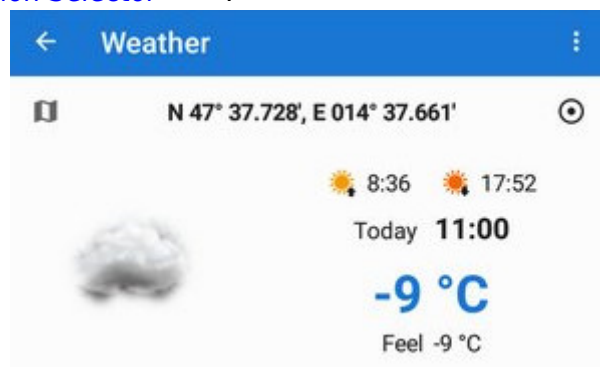 Weather
N 47° 37.728', E 014° 37.661'
8:36 17:52
Today 11:00
-9 °C
Feel -9 °C